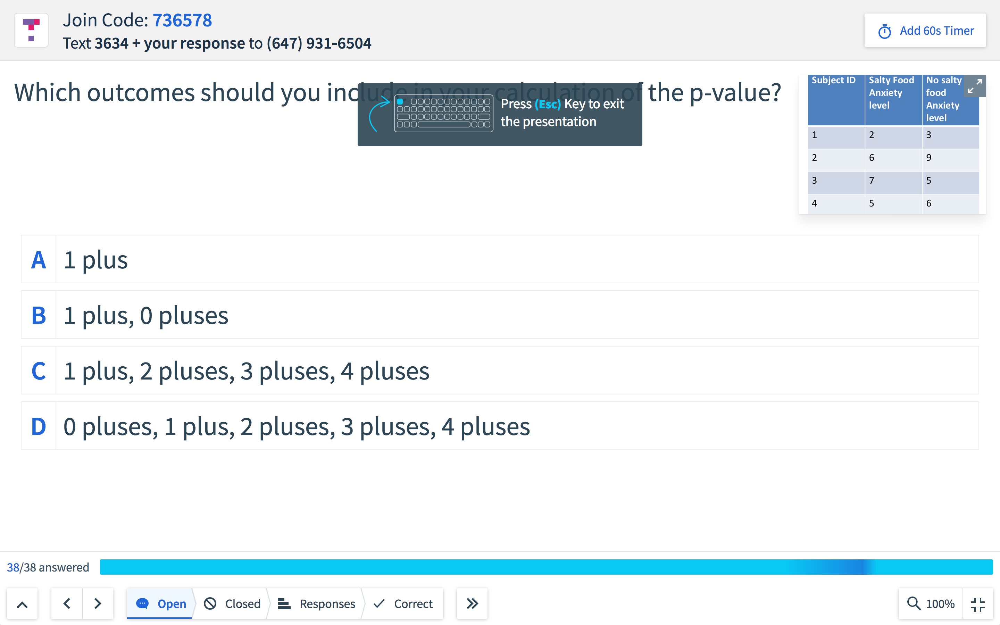 Join Code: 736578
Text 3634 + your response to (647) 931-6504
Add 60s Timer
Which outcomes should you include in your calculation of the p-value?
Press (Esc) Key to exit
the presentation
Subject ID
Salty Food
Anxiety
level
No salty
food
Anxiety
level
1 2 3
2 6 9
3 7 5
4 5 6
A 1 plus
B 1 plus, 0 pluses
C 1 plus, 2 pluses, 3 pluses, 4 pluses
D 0 pluses, 1 plus, 2 pluses, 3 pluses, 4 pluses
38/38 answered
Open Closed Responses Correct
100%